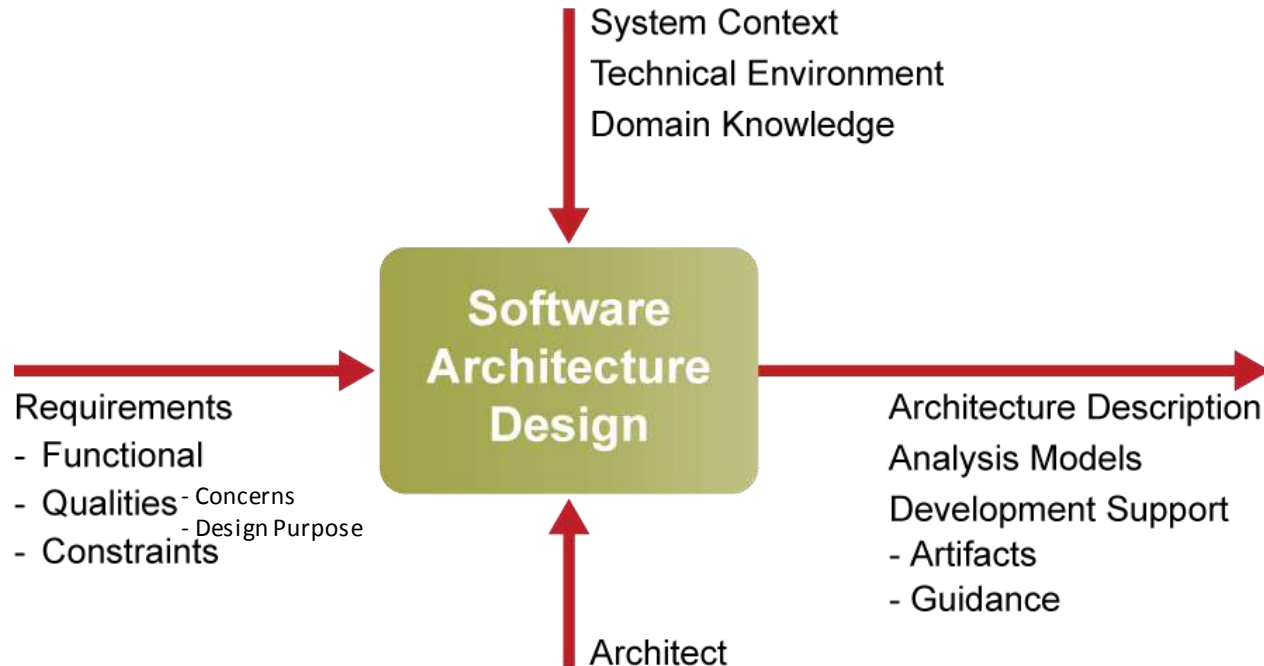 System Context
Technical Environment
Domain Knowledge
Software
Architecture
Design
Requirements
- Functional
- Qualities
- Concerns
- Design Purpose
- Constraints
Architecture Description
Analysis Models
Development Support
- Artifacts
- Guidance
Architect